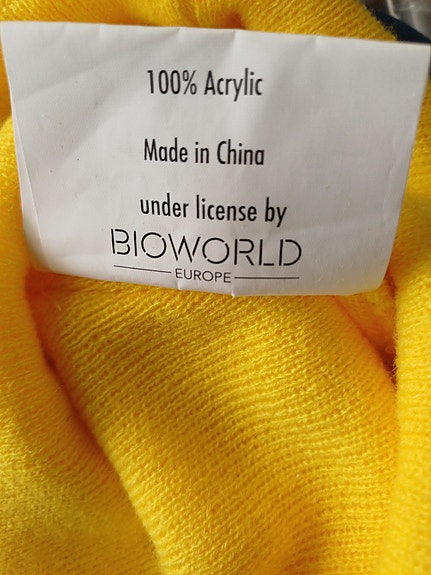 100% Acrylic
Made in China
under license by
BIOWORLD
EUROPE